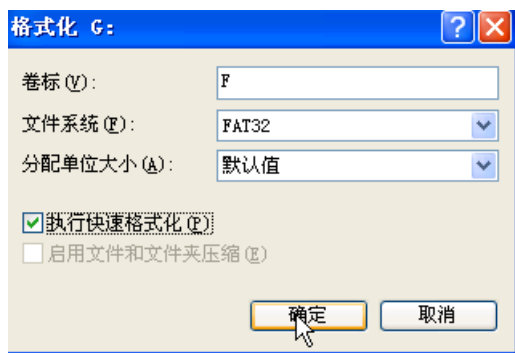 格式化 G:
卷标(V): F
文件系统(F): FAT32
分配单位大小(A): 默认值
执行快速格式化(P)
启用文件和文件夹压缩(E)
确定 取消